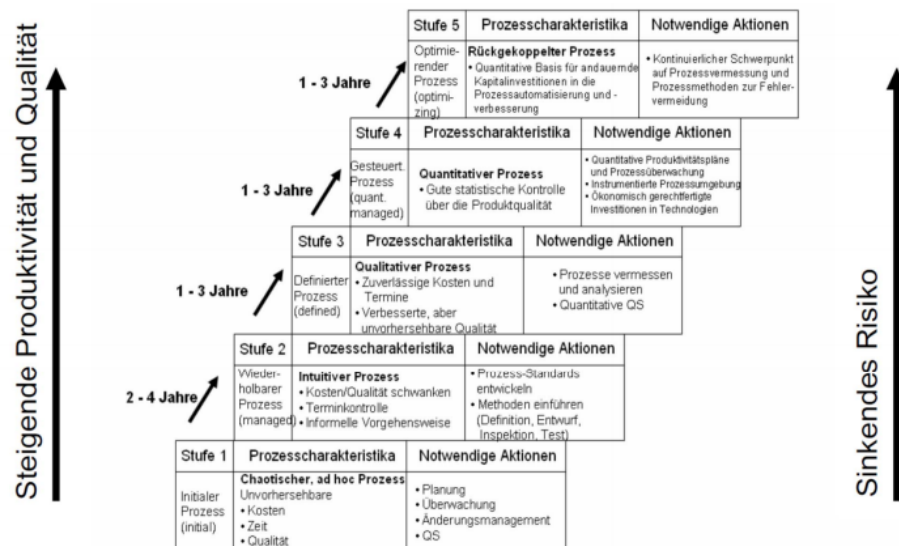 Steigende Produktivität und Qualität
Sinkendes Risiko
Stufe 5
Prozesscharakteristika
Notwendige Aktionen
1 - 3 Jahre
Optimie-
render
Prozess
(optimi-
zing)
Rückgekoppelter Prozess
• Quantitative Basis für andauernde
Kapitalinvestitionen in die
Prozessautomatisierung und -
verbesserung
• Kontinuierlicher Schwerpunkt
auf Prozessvermessung und
Prozessmethoden zur Fehler-
vermeidung
Stufe 4
Prozesscharakteristika
Notwendige Aktionen
1 - 3 Jahre
Gesteuert.
Prozess
(quant.
managed)
Quantitativer Prozess
• Gute statistische Kontrolle
über die Produktqualität
• Quantitative Produktivitätspläne
und Prozessüberwachung
• Instrumentierte Prozessumgebung
• Ökonomisch gerechtfertigte
Investitionen in Technologien
Stufe 3
Prozesscharakteristika
Notwendige Aktionen
1 - 3 Jahre
Definierter
Prozess
(defined)
Qualitativer Prozess
• Zuverlässige Kosten und
Termine
• Verbesserte, aber
unvorhersehbare Qualität
• Prozesse vermessen
und analysieren
• Quantitative QS
Stufe 2
Prozesscharakteristika
Notwendige Aktionen
2 - 4 Jahre
Wieder-
holbarer
Prozess
(managed)
Intuitiver Prozess
• Kosten/Qualität schwanken
• Terminkontrolle
• Informelle Vorgehensweise
• Prozess-Standards
entwickeln
• Methoden einführen
(Definition, Entwurf,
Inspektion, Test)
Stufe 1
Prozesscharakteristika
Notwendige Aktionen
Initialer
Prozess
(initial)
Chaotischer, ad hoc Prozess
Unvorhersehbare
• Kosten
• Zeit
• Qualität
• Planung
• Überwachung
• Änderungsmanagement
• QS